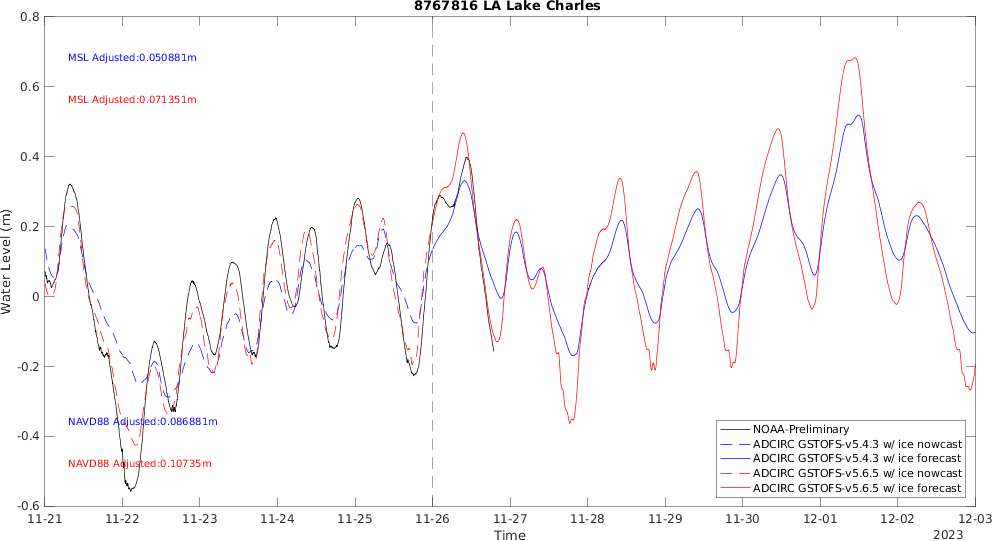 8767816 LA Lake Charles
0.8
MSL Adjusted:0.050881m
0.6
MSL Adjusted:0.071351m
0.4
0.2
Water Level (m)
0
-0.2
NAVD88 Adjusted:0.086881m
NOAA-Preliminary
-0.4
ADCIRC GSTOFS-v5.4.3 w/ ice nowcast
ADCIRC GSTOFS-v5.4.3 w/ ice forecast
NAVD88 Adjusted:0.10735m
ADCIRC GSTOFS-v5.6.5 w/ ice nowcast
ADCIRC GSTOFS-v5.6.5 w/ ice forecast
-0.6
11-21 11-22 11-23 11-24 11-25 11-26 11-27 11-28 11-29 11-30 12-01 12-02 12-03
Time
2023